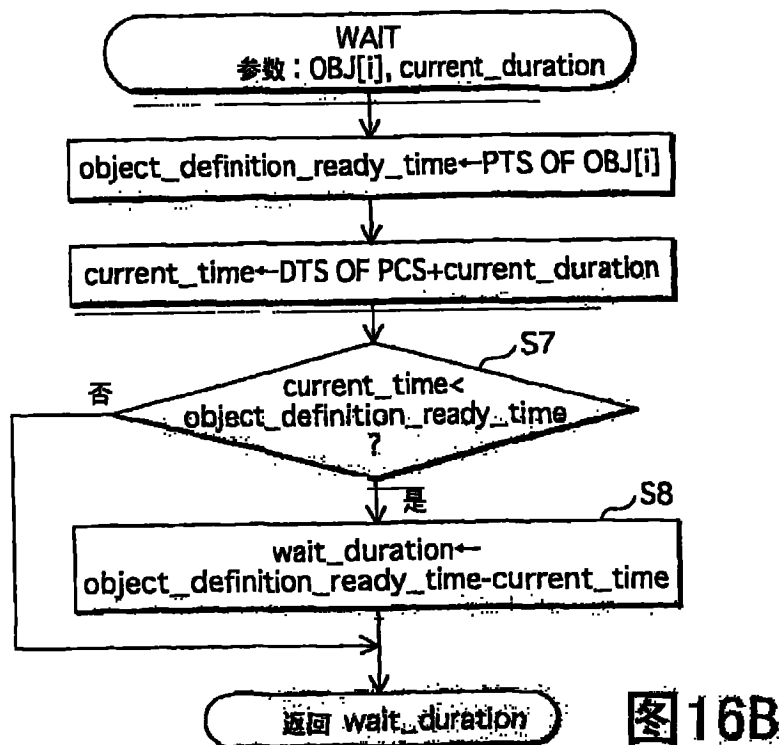 WAIT
参数：OBJ[i], current_duration
object_definition_ready_time←PTS OF OBJ[i]
current_time←DTS OF PCS+current_duration
S7
否
current_time<
object_definition_ready_time
?
是
S8
wait_duration←
object_definition_ready_time-current_time
返回 wait_duration
图16B